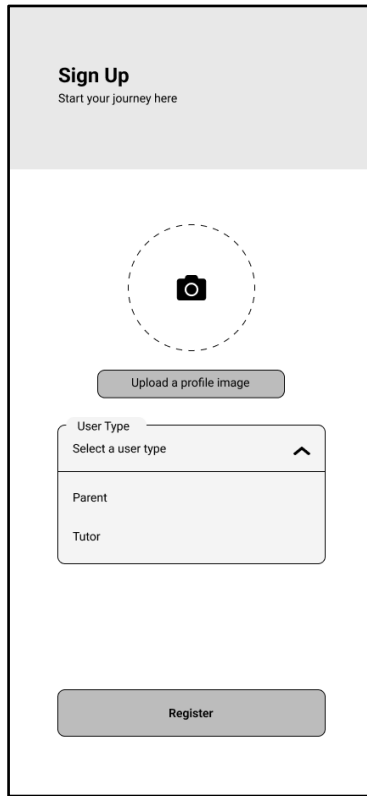 Sign Up
Start your journey here
Upload a profile image
User Type
Select a user type
Parent
Tutor
Register